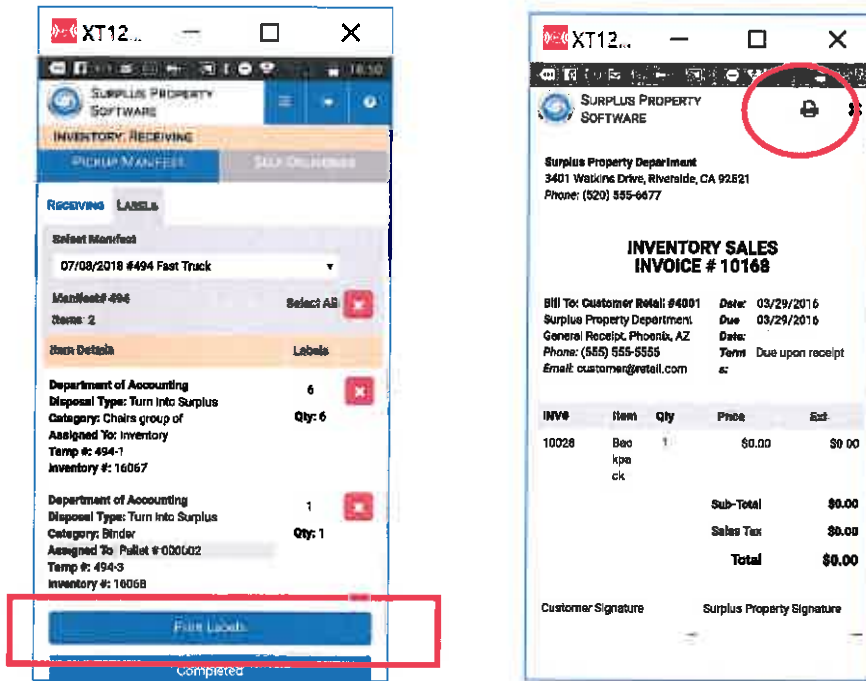 XT12...
18:50
SURPLUS PROPERTY
SOFTWARE
INVENTORY: RECEIVING
PICKUP MANIFEST
SELF DELIVERIES
RECEIVING LABELS
Select Manifest
07/08/2018 #494 Fast Truck
Manifest# 494
Select All
Items: 2
Item Details Labels
Department of Accounting
6
Disposal Type: Turn Into Surplus
Category: Chairs group of
Qty: 6
Assigned To: Inventory
Temp #: 494-1
Inventory #: 16067
Department of Accounting
1
Disposal Type: Turn Into Surplus
Category: Binder
Qty: 1
Assigned To Pallet # 000002
Temp #: 494-3
Inventory #: 16068
Print Labels
Completed
XT12...
SURPLUS PROPERTY
SOFTWARE
Surplus Property Department
3401 Watkins Drive, Riverside, CA 92521
Phone: (520) 555-6677
INVENTORY SALES
INVOICE # 10168
Bill To: Customer Retail #4001 Date: 03/29/2016
Surplus Property Department Due 03/29/2016
General Receipt, Phoenix, AZ Date:
Phone: (555) 555-5555 Term Due upon receipt
Email: customer@retail.com s:
INV# Item Qty Price Ext
10028 Bac 1 $0.00 $0.00
kpa
ck
Sub-Total $0.00
Sales Tax $0.00
Total $0.00
Customer Signature Surplus Property Signature